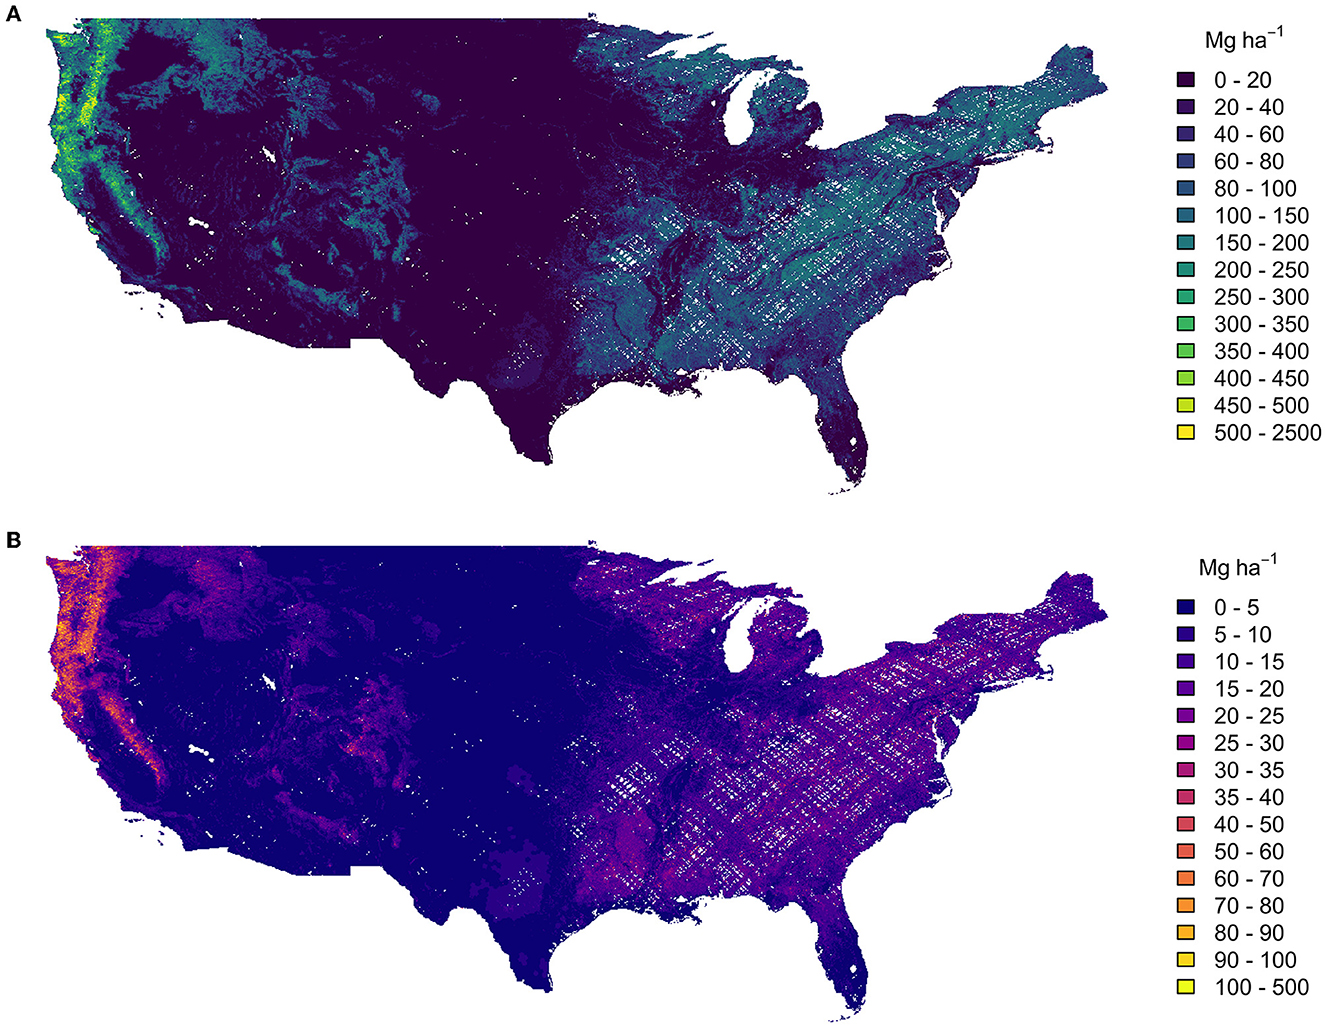 A
Mg ha⁻¹
0 - 20
20 - 40
40 - 60
60 - 80
80 - 100
100 - 150
150 - 200
200 - 250
250 - 300
300 - 350
350 - 400
400 - 450
450 - 500
500 - 2500
B
Mg ha⁻¹
0 - 5
5 - 10
10 - 15
15 - 20
20 - 25
25 - 30
30 - 35
35 - 40
40 - 50
50 - 60
60 - 70
70 - 80
80 - 90
90 - 100
100 - 500